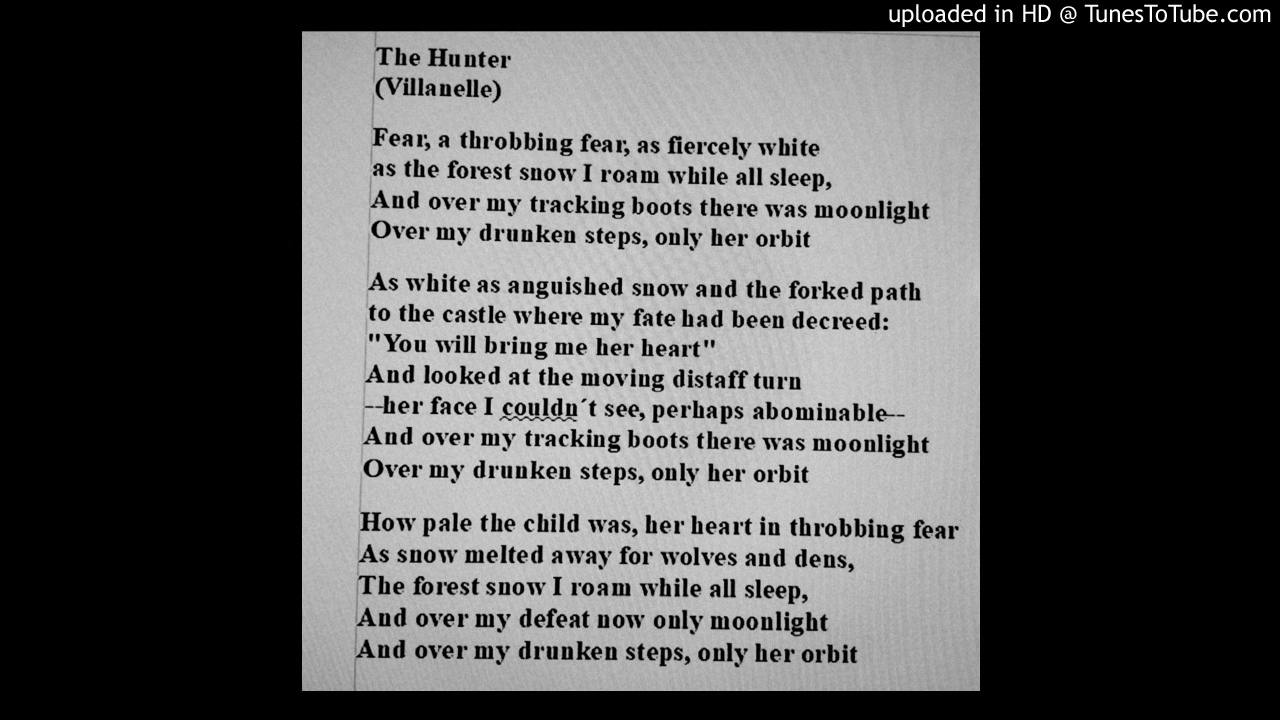 uploaded in HD @ TunesToTube.com
The Hunter
(Villanelle)
Fear, a throbbing fear, as fiercely white
as the forest snow I roam while all sleep,
And over my tracking boots there was moonlight
Over my drunken steps, only her orbit
As white as anguished snow and the forked path
to the castle where my fate had been decreed:
"You will bring me her heart"
And looked at the moving distaff turn
--her face I couldn´t see, perhaps abominable--
And over my tracking boots there was moonlight
Over my drunken steps, only her orbit
How pale the child was, her heart in throbbing fear
As snow melted away for wolves and dens,
The forest snow I roam while all sleep,
And over my defeat now only moonlight
And over my drunken steps, only her orbit